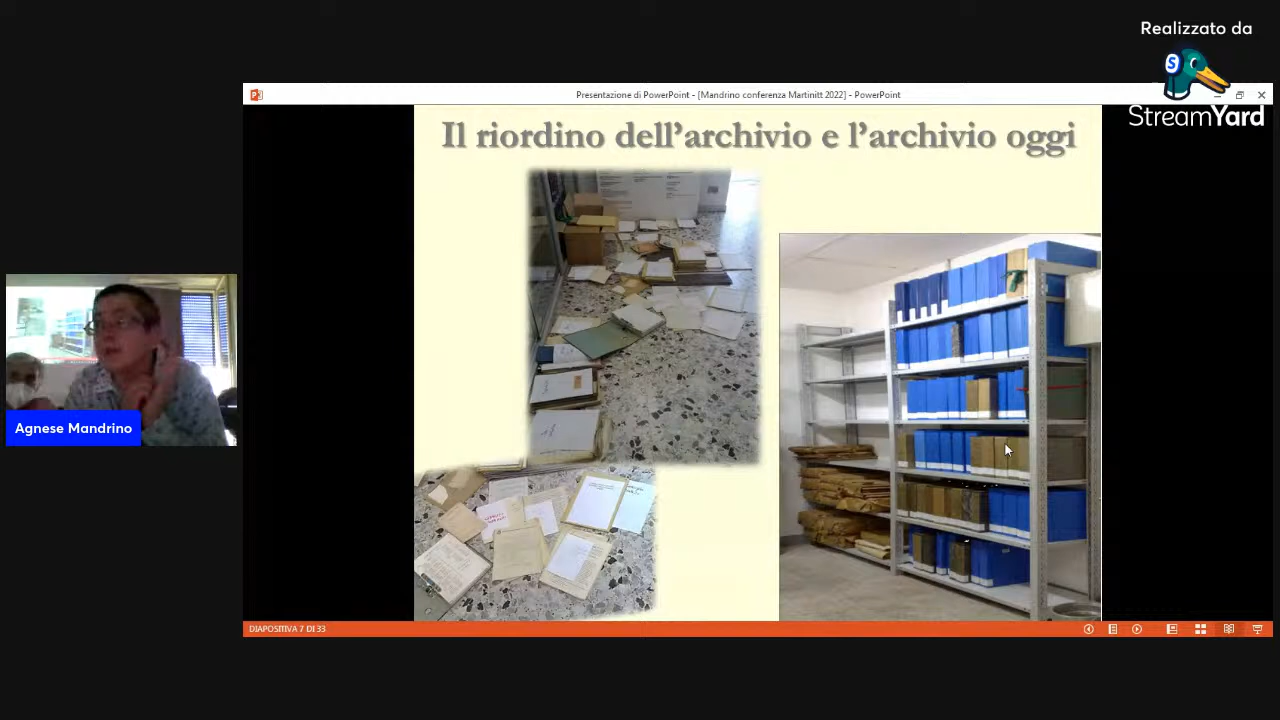 Realizzato da
StreamYard
Presentazione di PowerPoint - [Mandrino conferenza Martinitt 2022] - PowerPoint
Il riordino dell'archivio e l'archivio oggi
Agnese Mandrino
DIAPOSITIVA 7 DI 33